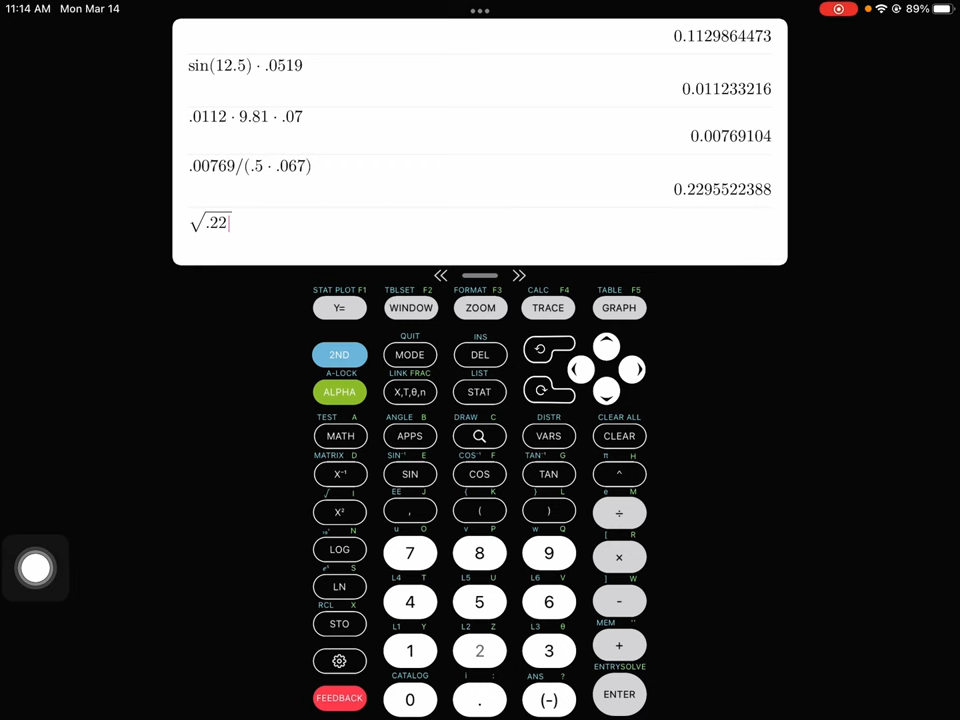 11:14 AM Mon Mar 14 89%
0.1129864473
sin(12.5) · .0519
0.011233216
.0112 · 9.81 · .07
0.00769104
.00769/(.5 · .067)
0.2295522388
√.22
STAT PLOT F1 TBLSET F2 FORMAT F3 CALC F4 TABLE F5
Y= WINDOW ZOOM TRACE GRAPH
QUIT INS
2ND MODE DEL
A-LOCK LINK FRAC LIST
ALPHA X,T,θ,n STAT
TEST A ANGLE B DRAW C DISTR CLEAR ALL
MATH APPS VARS CLEAR
MATRIX D SIN⁻¹ E COS⁻¹ F TAN⁻¹ G π H
X⁻¹ SIN COS TAN ^
√ I EE J { K } L e M
X² , ( ) ÷
10ˣ N u O v P w Q [ R
LOG 7 8 9 ×
eˣ S L4 T L5 U L6 V ] W
LN 4 5 6 -
RCL X L1 Y L2 Z L3 θ MEM "
STO 1 2 3 +
CATALOG i : ANS ? ENTRYSOLVE
FEEDBACK 0 . (-) ENTER